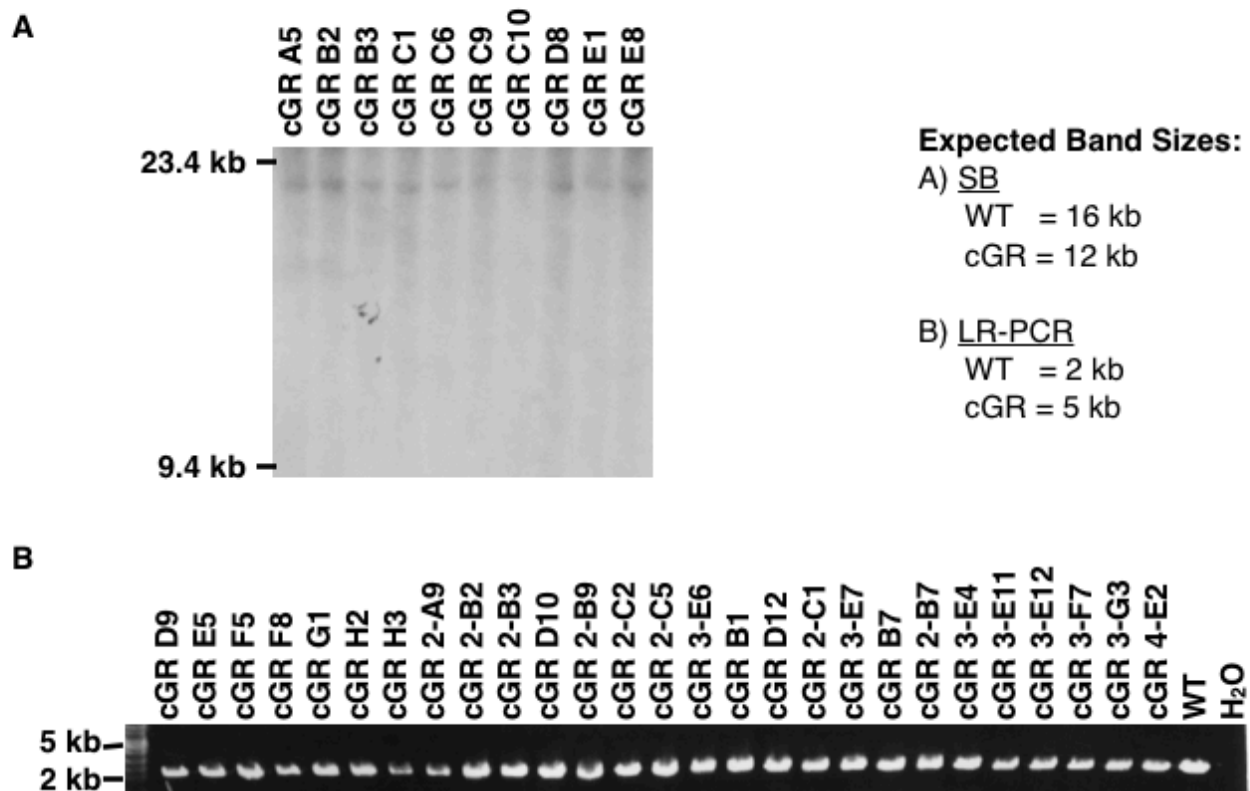 A
cGR A5
cGR B2
cGR B3
cGR C1
cGR C6
cGR C9
cGR C10
cGR D8
cGR E1
cGR E8
23.4 kb
9.4 kb
Expected Band Sizes:
A) SB
WT = 16 kb
cGR = 12 kb
B) LR-PCR
WT = 2 kb
cGR = 5 kb
B
cGR D9
cGR E5
cGR F5
cGR F8
cGR G1
cGR H2
cGR H3
cGR 2-A9
cGR 2-B2
cGR 2-B3
cGR D10
cGR 2-B9
cGR 2-C2
cGR 2-C5
cGR 3-E6
cGR B1
cGR D12
cGR 2-C1
cGR 3-E7
cGR B7
cGR 2-B7
cGR 3-E4
cGR 3-E11
cGR 3-E12
cGR 3-F7
cGR 3-G3
cGR 4-E2
WT
H₂O
5 kb
2 kb